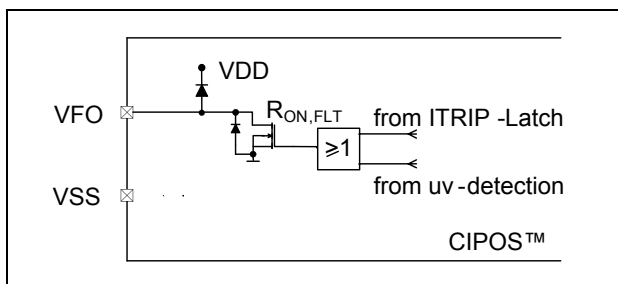 VDD
VFO
RON,FLT
from ITRIP -Latch
≥1
from uv -detection
VSS
CIPOS™